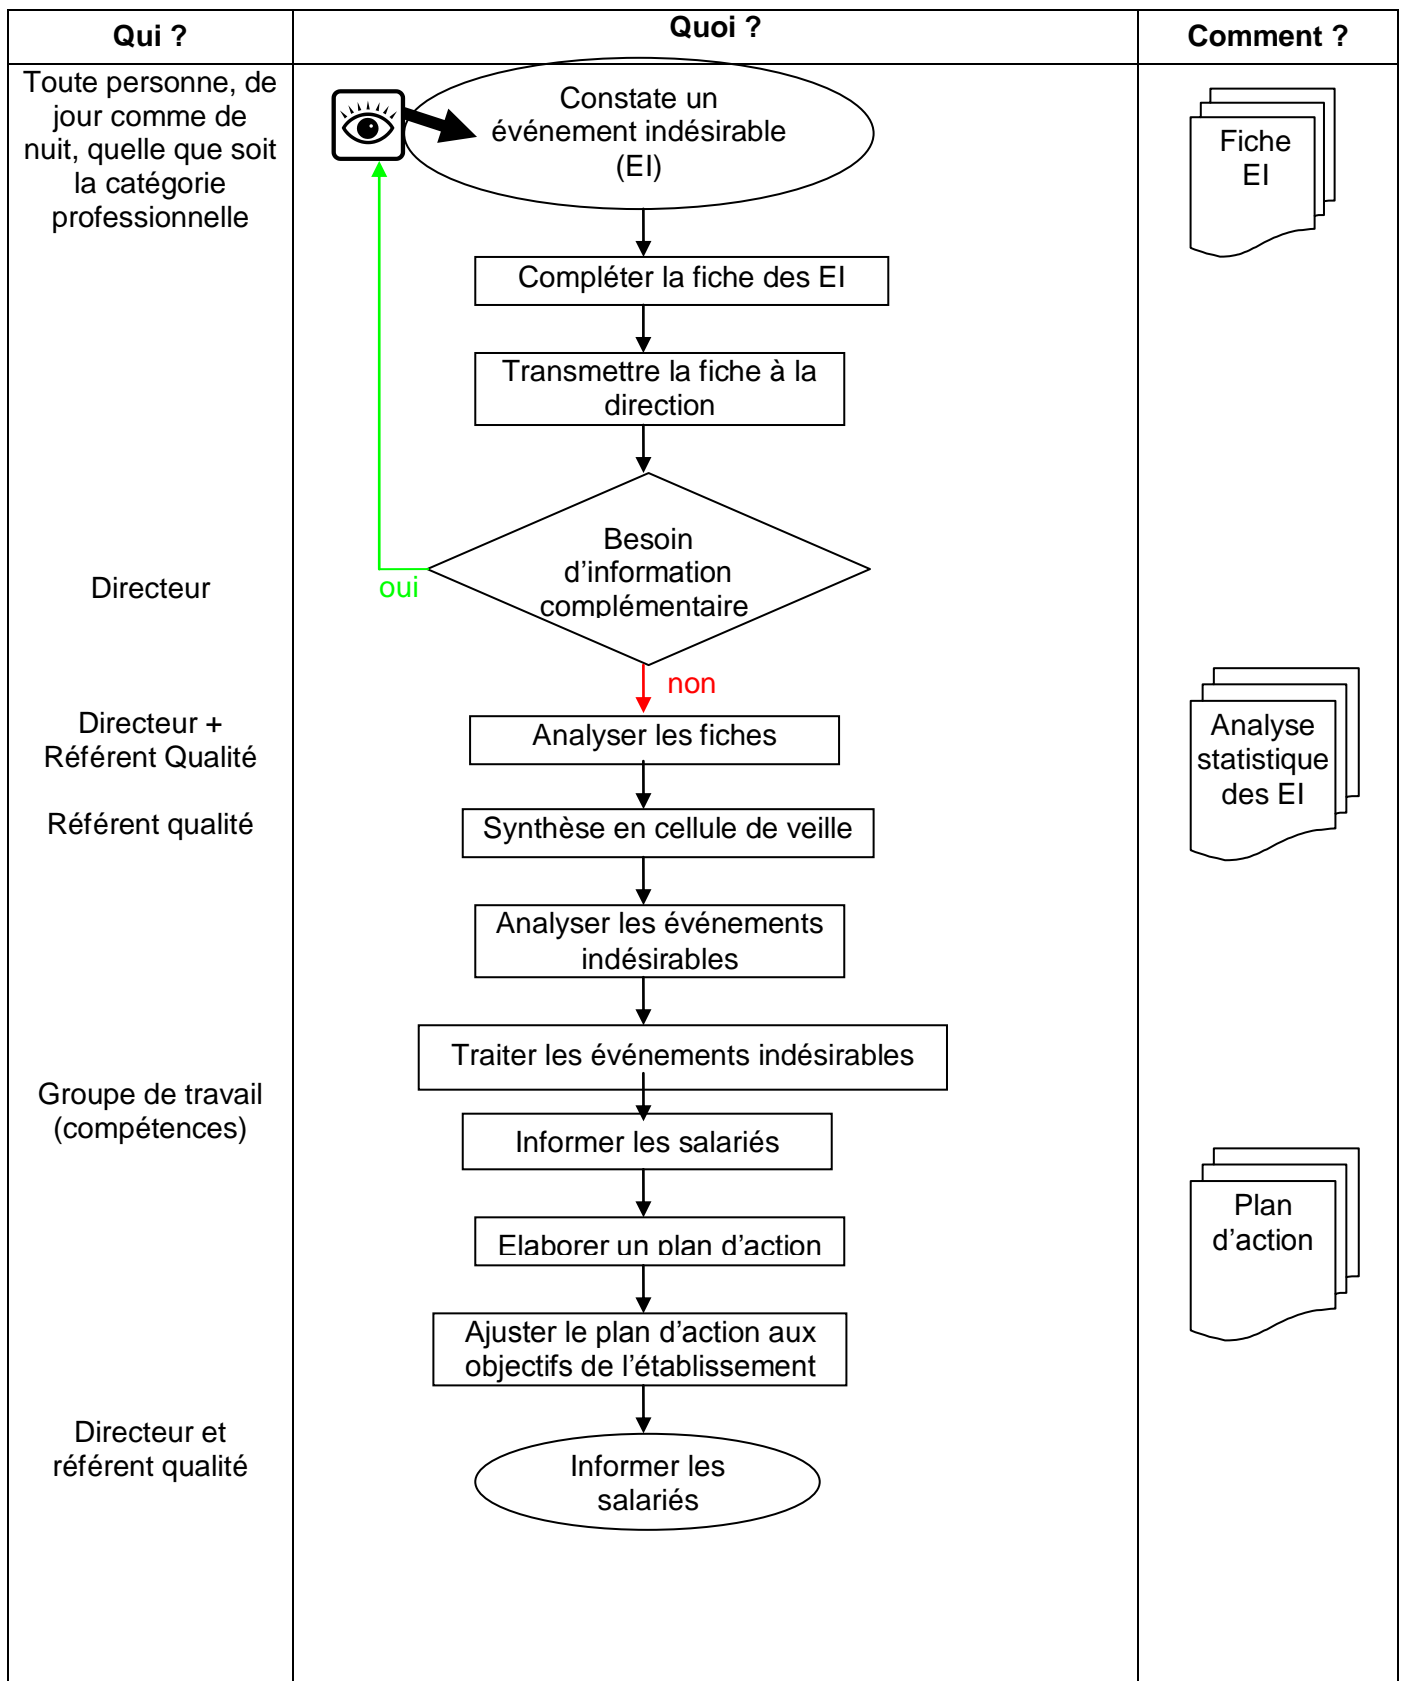 Qui ?
Quoi ?
Comment ?
Toute personne, de
jour comme de
nuit, quelle que soit
la catégorie
professionnelle
Constate un
événement indésirable
(EI)
Fiche
EI
Compléter la fiche des EI
Transmettre la fiche à la
direction
Besoin
d’information
complémentaire
Directeur
oui
non
Directeur +
Référent Qualité
Analyser les fiches
Analyse
statistique
des EI
Référent qualité
Synthèse en cellule de veille
Analyser les événements
indésirables
Traiter les événements indésirables
Groupe de travail
(compétences)
Informer les salariés
Plan
d’action
Elaborer un plan d’action
Ajuster le plan d’action aux
objectifs de l’établissement
Directeur et
référent qualité
Informer les
salariés